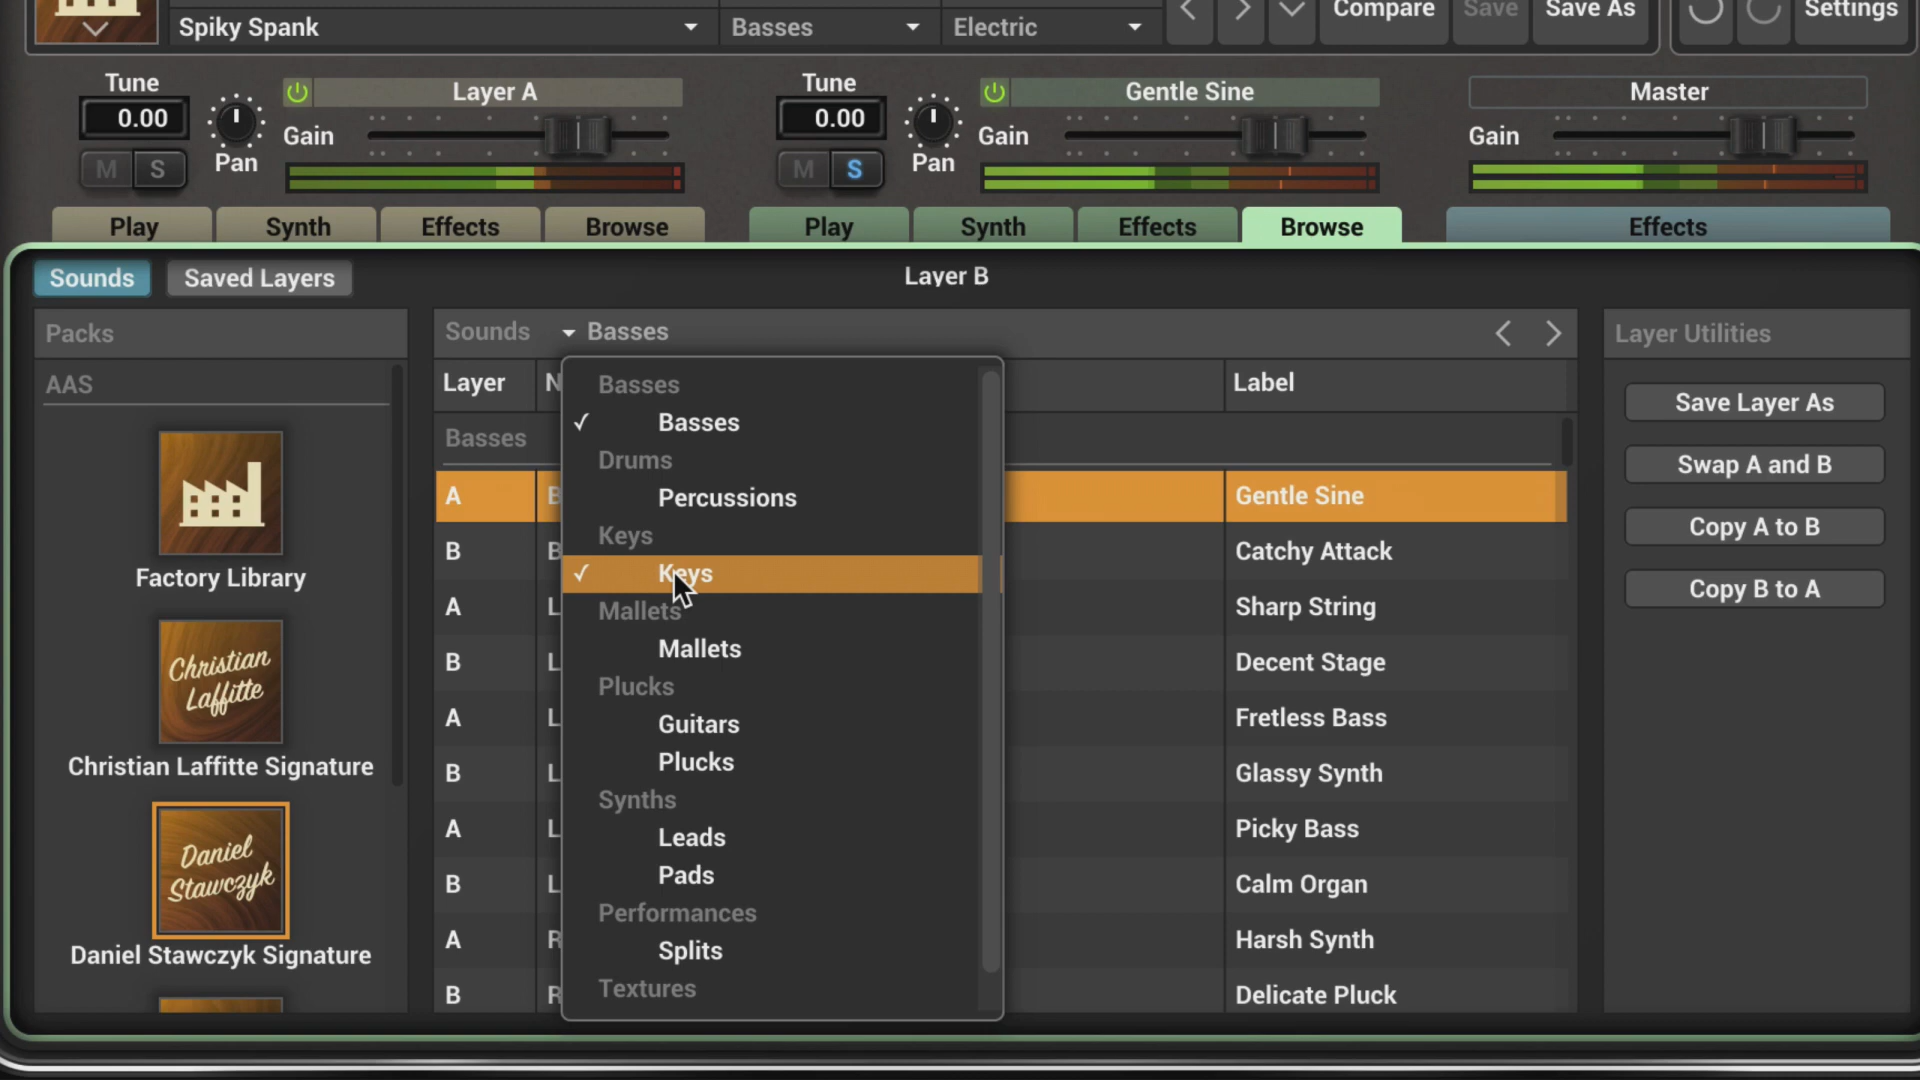 Spiky Spank
Basses
Electric
Compare
Save
Save As
Settings
Tune
0.00
Pan
M
S
Layer A
Gain
Tune
0.00
Pan
M
S
Gentle Sine
Gain
Master
Gain
Play
Synth
Effects
Browse
Play
Synth
Effects
Browse
Effects
Sounds
Saved Layers
Layer B
Packs
AAS
Factory Library
Christian Laffitte
Christian Laffitte Signature
Daniel Stawczyk
Daniel Stawczyk Signature
Sounds
Basses
Layer
N
Label
Basses
A
B
Gentle Sine
B
B
Catchy Attack
A
L
Sharp String
B
L
Decent Stage
A
L
Fretless Bass
B
L
Glassy Synth
A
L
Picky Bass
B
L
Calm Organ
A
R
Harsh Synth
B
R
Delicate Pluck
Basses
✓ Basses
Drums
Percussions
Keys
✓ Keys
Mallets
Mallets
Plucks
Guitars
Plucks
Synths
Leads
Pads
Performances
Splits
Textures
Layer Utilities
Save Layer As
Swap A and B
Copy A to B
Copy B to A